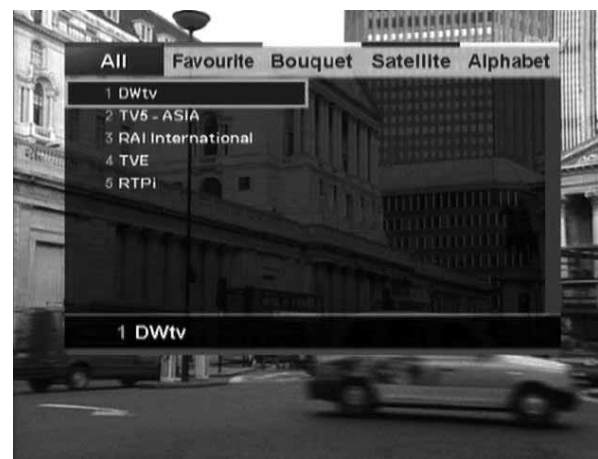 All Favourite Bouquet Satellite Alphabet
1 DWtv
2 TV5 - ASIA
3 RAI International
4 TVE
5 RTPi
1 DWtv